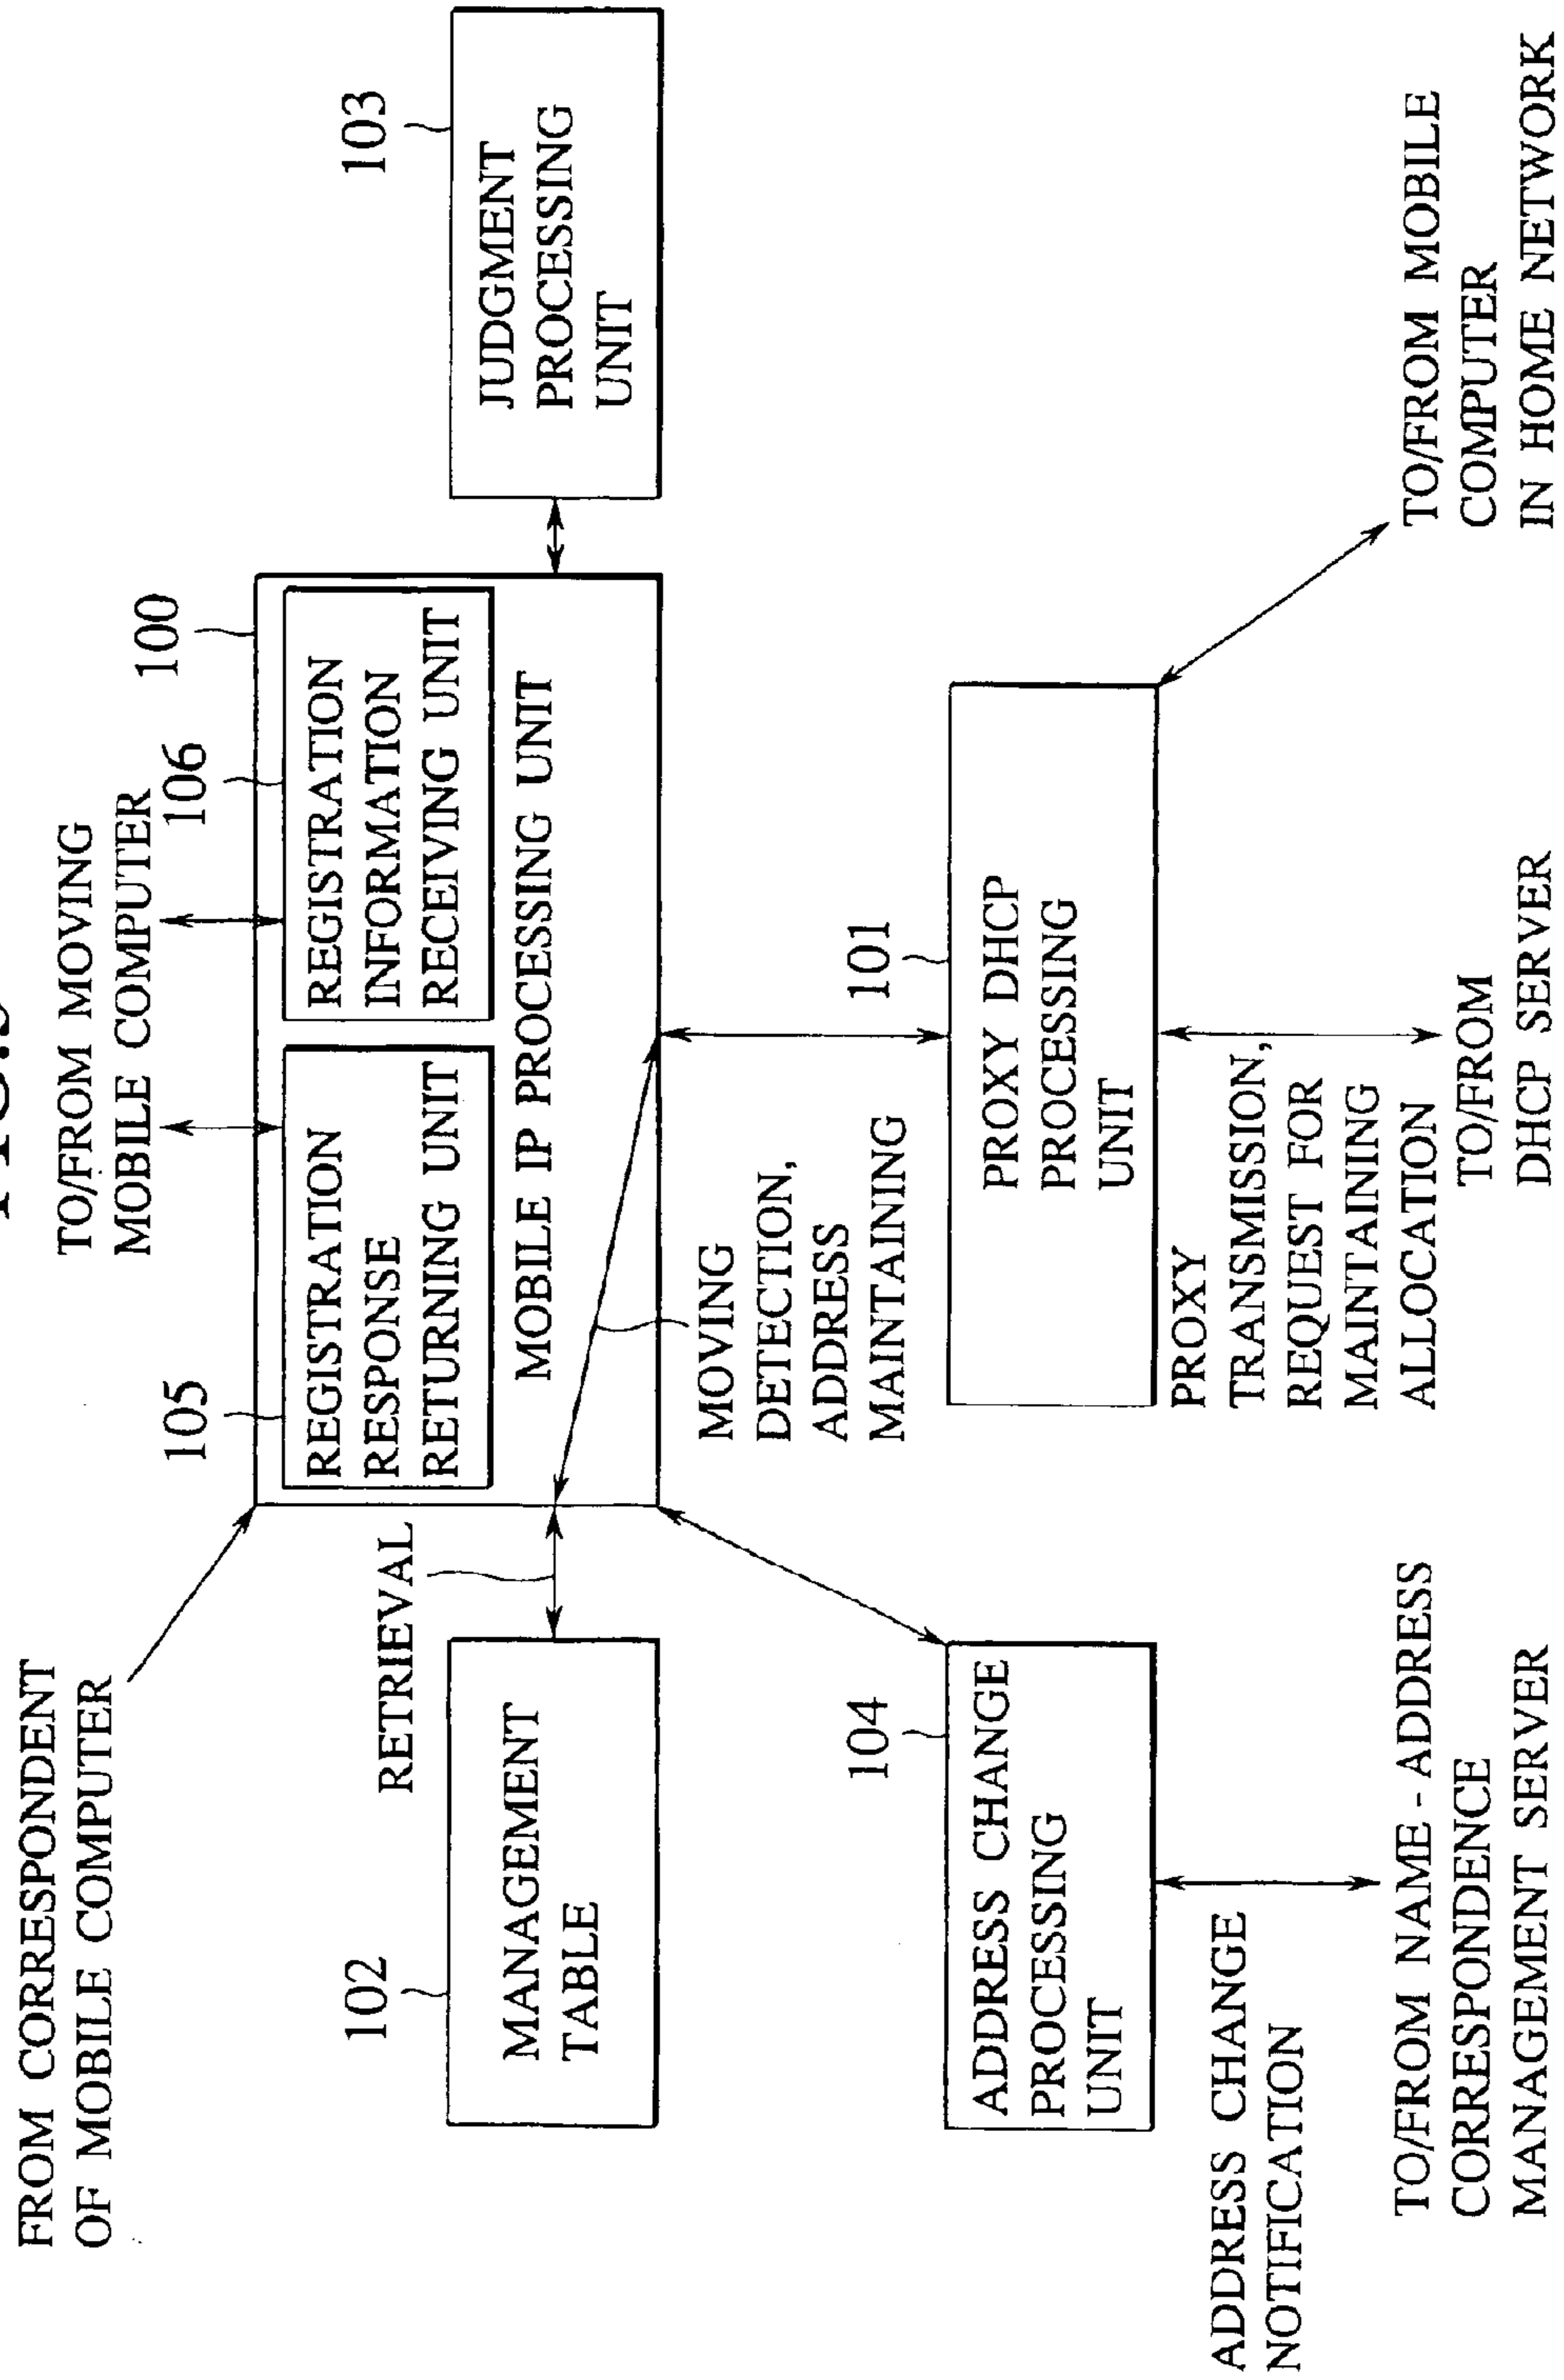 FROM CORRESPONDENT
OF MOBILE COMPUTER
TO/FROM MOVING
MOBILE COMPUTER
100
105
106
REGISTRATION
RESPONSE
RETURNING UNIT
REGISTRATION
INFORMATION
RECEIVING UNIT
MOBILE IP PROCESSING UNIT
102
RETRIEVAL
MANAGEMENT
TABLE
103
JUDGMENT
PROCESSING
UNIT
MOVING
DETECTION,
ADDRESS
MAINTAINING
104
ADDRESS CHANGE
PROCESSING
UNIT
101
PROXY DHCP
PROCESSING
UNIT
ADDRESS CHANGE
NOTIFICATION
PROXY
TRANSMISSION,
REQUEST FOR
MAINTAINING
ALLOCATION
TO/FROM NAME - ADDRESS
CORRESPONDENCE
MANAGEMENT SERVER
TO/FROM
DHCP SERVER
TO/FROM MOBILE
COMPUTER
IN HOME NETWORK